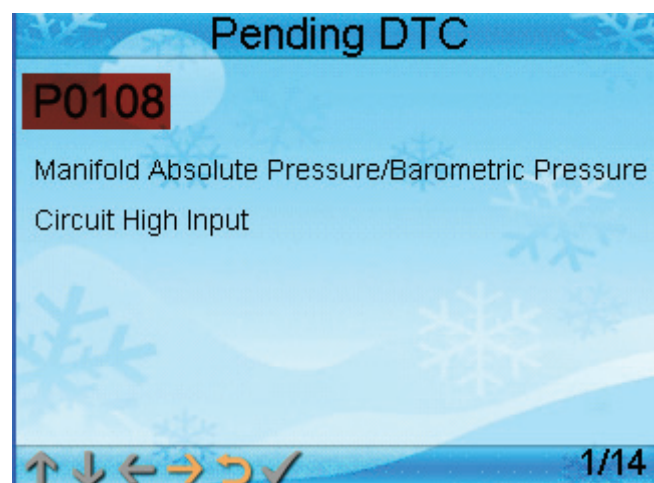 Pending DTC
P0108
Manifold Absolute Pressure/Barometric Pressure
Circuit High Input
1/14